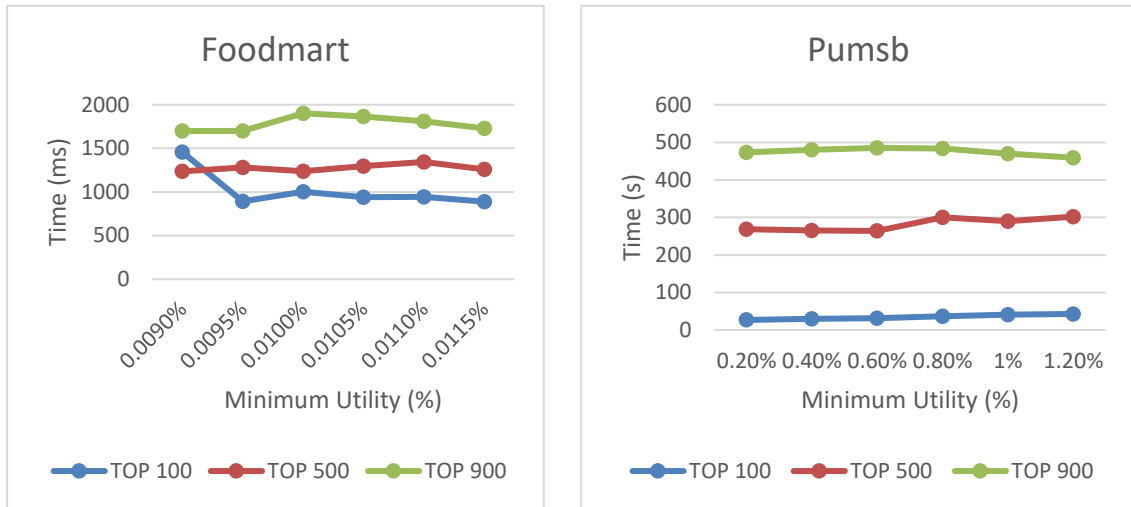 Foodmart
Time (ms)
2000
1500
1000
500
0
0.0090%
0.0095%
0.0100%
0.0105%
0.0110%
0.0115%
Minimum Utility (%)
TOP 100 TOP 500 TOP 900
Pumsb
Time (s)
600
500
400
300
200
100
0
0.20% 0.40% 0.60% 0.80% 1% 1.20%
Minimum Utility (%)
TOP 100 TOP 500 TOP 900